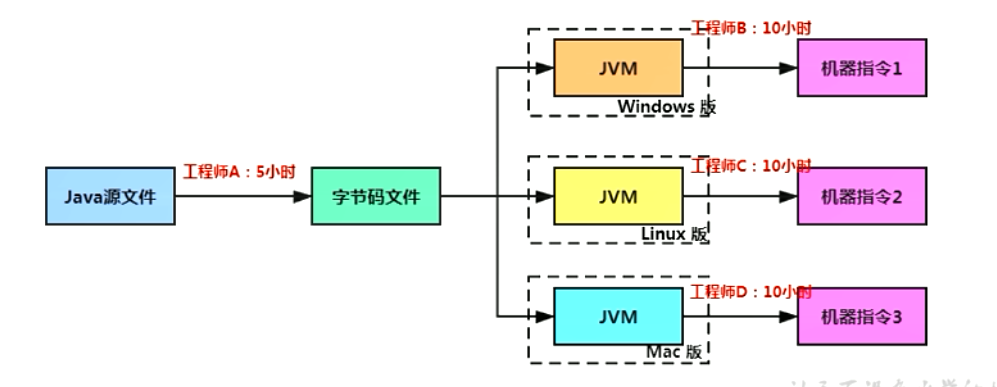 工程师B：10小时
JVM
机器指令1
Windows 版
工程师A：5小时
工程师C：10小时
Java源文件
字节码文件
JVM
机器指令2
Linux 版
工程师D：10小时
JVM
机器指令3
Mac 版